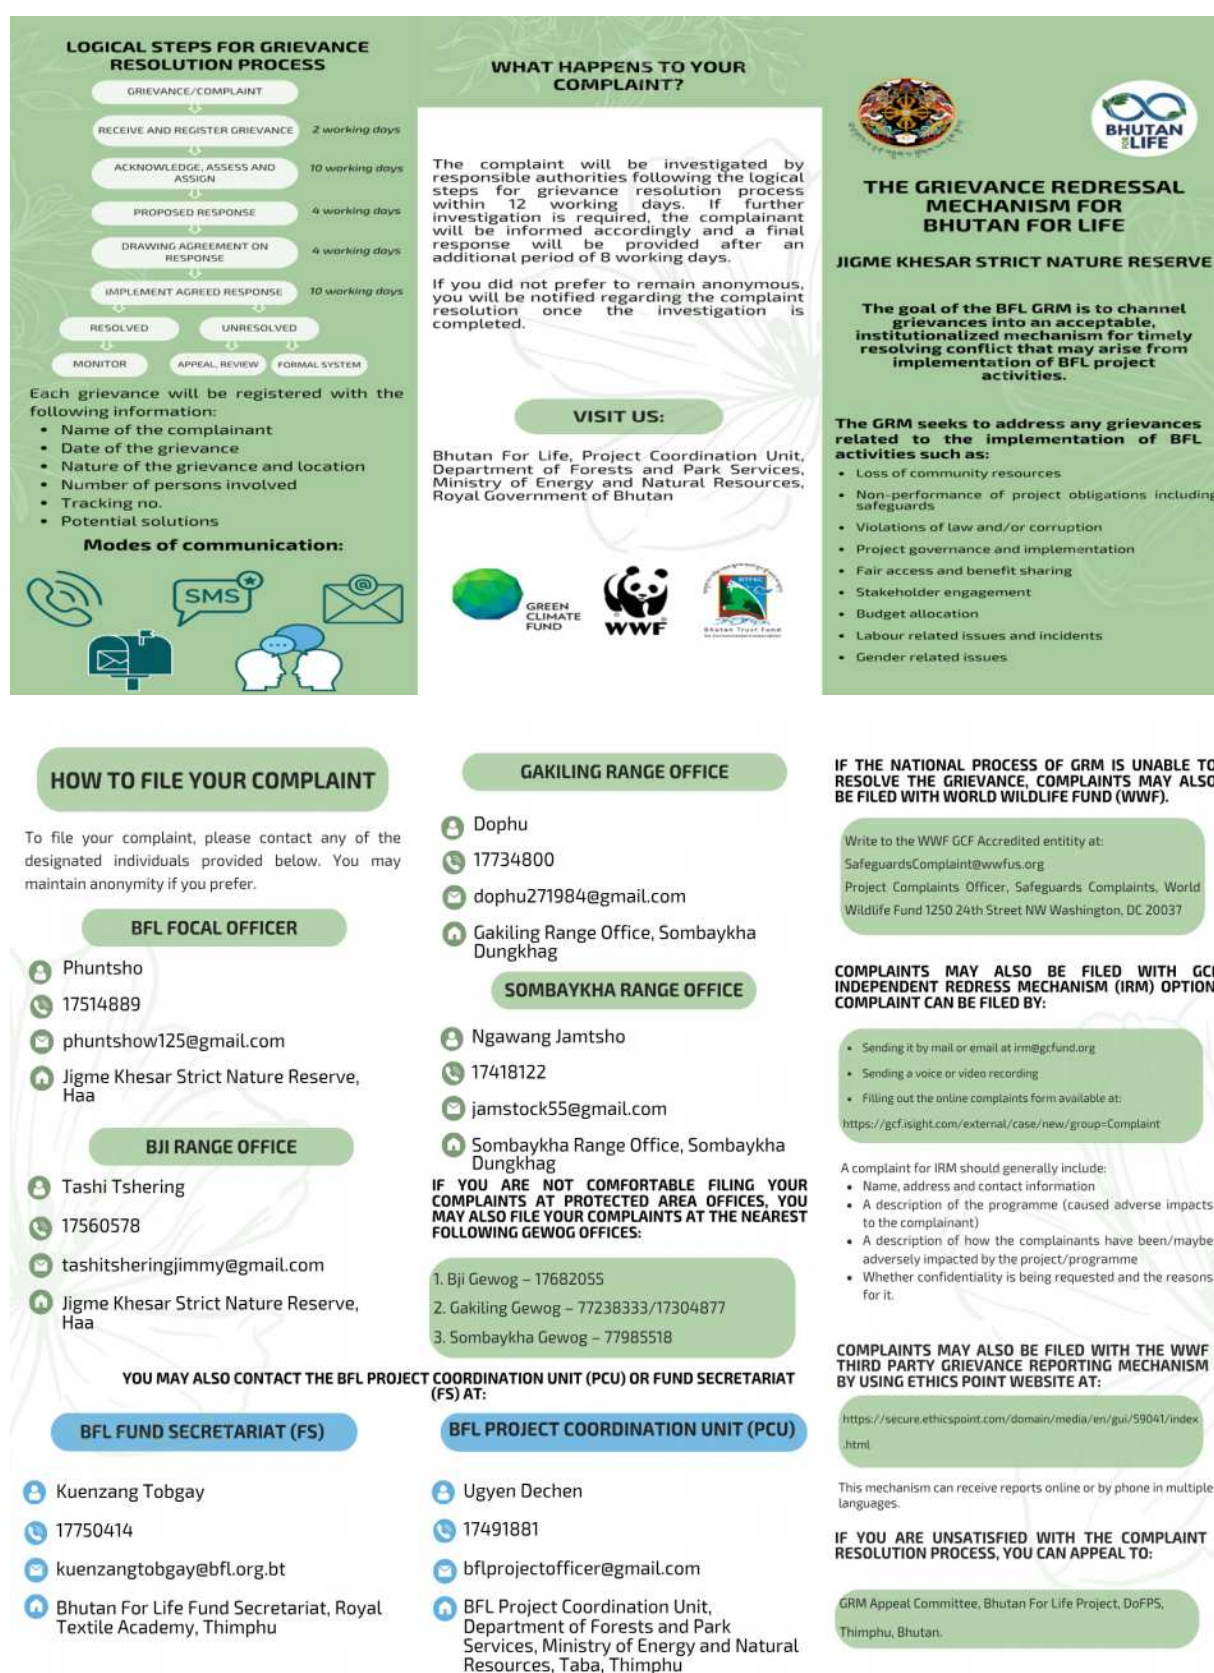 LOGICAL STEPS FOR GRIEVANCE
RESOLUTION PROCESS
GRIEVANCE/COMPLAINT
RECEIVE AND REGISTER GRIEVANCE 2 working days
ACKNOWLEDGE, ASSESS AND
ASSIGN
10 working days
PROPOSED RESPONSE 4 working days
DRAWING AGREEMENT ON
RESPONSE
4 working days
IMPLEMENT AGREED RESPONSE 10 working days
RESOLVED UNRESOLVED
MONITOR APPEAL, REVIEW FORMAL SYSTEM
Each grievance will be registered with the
following information:
• Name of the complainant
• Date of the grievance
• Nature of the grievance and location
• Number of persons involved
• Tracking no.
• Potential solutions
Modes of communication:
SMS
WHAT HAPPENS TO YOUR
COMPLAINT?
The complaint will be investigated by
responsible authorities following the logical
steps for grievance resolution process
within 12 working days. If further
investigation is required, the complainant
will be informed accordingly and a final
response will be provided after an
additional period of 8 working days.
If you did not prefer to remain anonymous,
you will be notified regarding the complaint
resolution once the investigation is
completed.
VISIT US:
Bhutan For Life, Project Coordination Unit,
Department of Forests and Park Services,
Ministry of Energy and Natural Resources,
Royal Government of Bhutan
GREEN
CLIMATE
FUND
WWF
Bhutan Trust Fund
BHUTAN
FOR LIFE
THE GRIEVANCE REDRESSAL
MECHANISM FOR
BHUTAN FOR LIFE
JIGME KHESAR STRICT NATURE RESERVE
The goal of the BFL GRM is to channel
grievances into an acceptable,
institutionalized mechanism for timely
resolving conflict that may arise from
implementation of BFL project
activities.
The GRM seeks to address any grievances
related to the implementation of BFL
activities such as:
• Loss of community resources
• Non-performance of project obligations including
safeguards
• Violations of law and/or corruption
• Project governance and implementation
• Fair access and benefit sharing
• Stakeholder engagement
• Budget allocation
• Labour related issues and incidents
• Gender related issues
HOW TO FILE YOUR COMPLAINT
To file your complaint, please contact any of the
designated individuals provided below. You may
maintain anonymity if you prefer.
BFL FOCAL OFFICER
Phuntsho
17514889
phuntshow125@gmail.com
Jigme Khesar Strict Nature Reserve,
Haa
BJI RANGE OFFICE
Tashi Tshering
17560578
tashitsheringjimmy@gmail.com
Jigme Khesar Strict Nature Reserve,
Haa
GAKILING RANGE OFFICE
Dophu
17734800
dophu271984@gmail.com
Gakiling Range Office, Sombaykha
Dungkhag
SOMBAYKHA RANGE OFFICE
Ngawang Jamtsho
17418122
jamstock55@gmail.com
Sombaykha Range Office, Sombaykha
Dungkhag
IF YOU ARE NOT COMFORTABLE FILING YOUR
COMPLAINTS AT PROTECTED AREA OFFICES, YOU
MAY ALSO FILE YOUR COMPLAINTS AT THE NEAREST
FOLLOWING GEWOG OFFICES:
1. Bji Gewog – 17682055
2. Gakiling Gewog – 77238333/17304877
3. Sombaykha Gewog – 77985518
YOU MAY ALSO CONTACT THE BFL PROJECT COORDINATION UNIT (PCU) OR FUND SECRETARIAT
(FS) AT:
BFL FUND SECRETARIAT (FS)
Kuenzang Tobgay
17750414
kuenzangtobgay@bfl.org.bt
Bhutan For Life Fund Secretariat, Royal
Textile Academy, Thimphu
BFL PROJECT COORDINATION UNIT (PCU)
Ugyen Dechen
17491881
bflprojectofficer@gmail.com
BFL Project Coordination Unit,
Department of Forests and Park
Services, Ministry of Energy and Natural
Resources, Taba, Thimphu
IF THE NATIONAL PROCESS OF GRM IS UNABLE TO
RESOLVE THE GRIEVANCE, COMPLAINTS MAY ALSO
BE FILED WITH WORLD WILDLIFE FUND (WWF).
Write to the WWF GCF Accredited entitity at:
SafeguardsComplaint@wwfus.org
Project Complaints Officer, Safeguards Complaints, World
Wildlife Fund 1250 24th Street NW Washington, DC 20037
COMPLAINTS MAY ALSO BE FILED WITH GCF
INDEPENDENT REDRESS MECHANISM (IRM) OPTION
COMPLAINT CAN BE FILED BY:
• Sending it by mail or email at irm@gcfund.org
• Sending a voice or video recording
• Filling out the online complaints form available at:
https://gcf.isight.com/external/case/new/group=Complaint
A complaint for IRM should generally include:
• Name, address and contact information
• A description of the programme (caused adverse impacts
to the complainant)
• A description of how the complainants have been/maybe
adversely impacted by the project/programme
• Whether confidentiality is being requested and the reasons
for it.
COMPLAINTS MAY ALSO BE FILED WITH THE WWF
THIRD PARTY GRIEVANCE REPORTING MECHANISM
BY USING ETHICS POINT WEBSITE AT:
https://secure.ethicspoint.com/domain/media/en/gui/59041/index
.html
This mechanism can receive reports online or by phone in multiple
languages.
IF YOU ARE UNSATISFIED WITH THE COMPLAINT
RESOLUTION PROCESS, YOU CAN APPEAL TO:
GRM Appeal Committee, Bhutan For Life Project, DoFPS,
Thimphu, Bhutan.